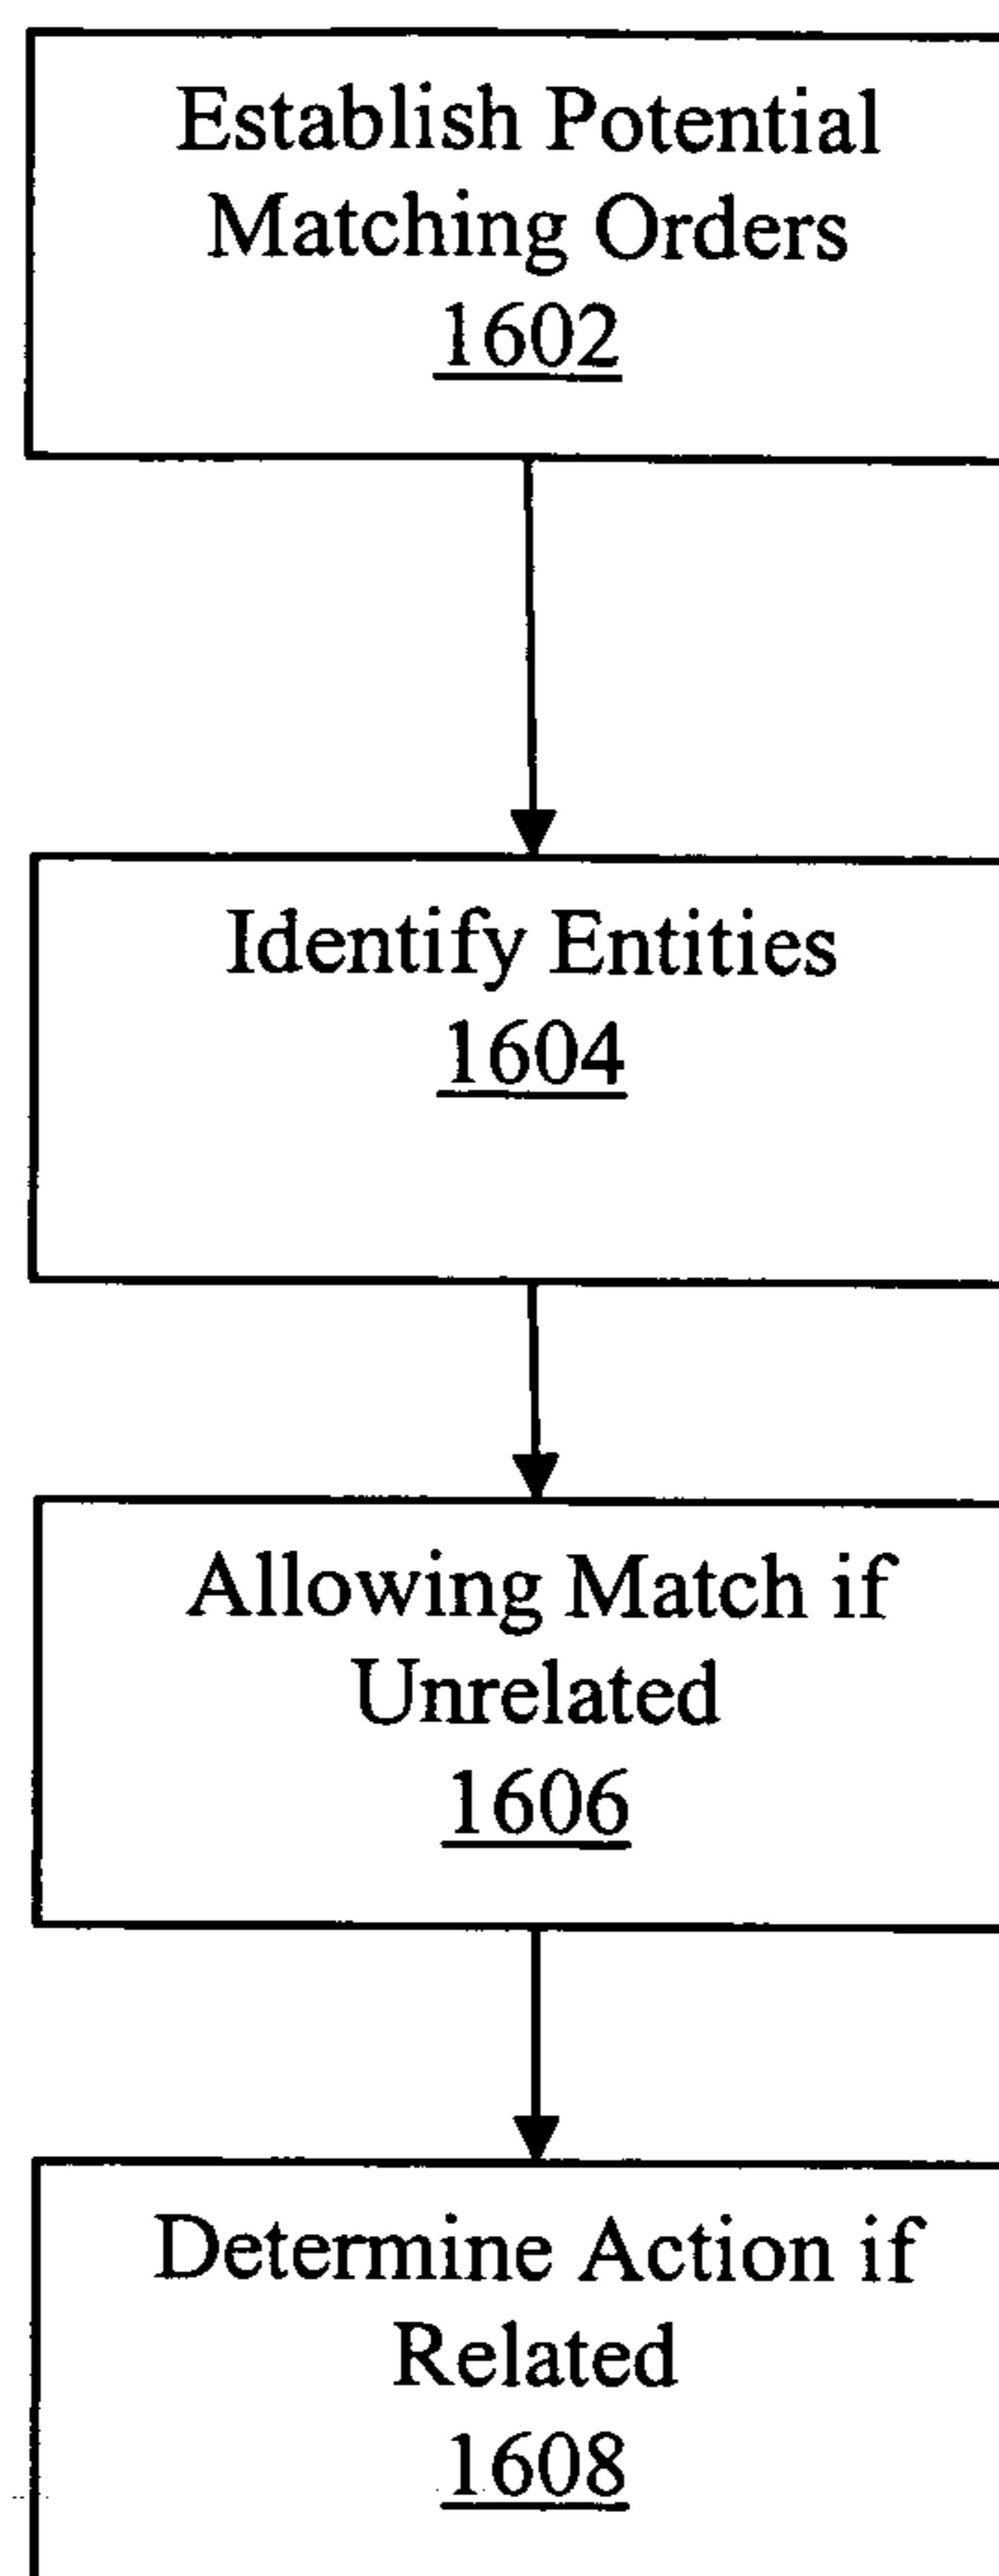 Establish Potential
Matching Orders
1602
Identify Entities
1604
Allowing Match if
Unrelated
1606
Determine Action if
Related
1608